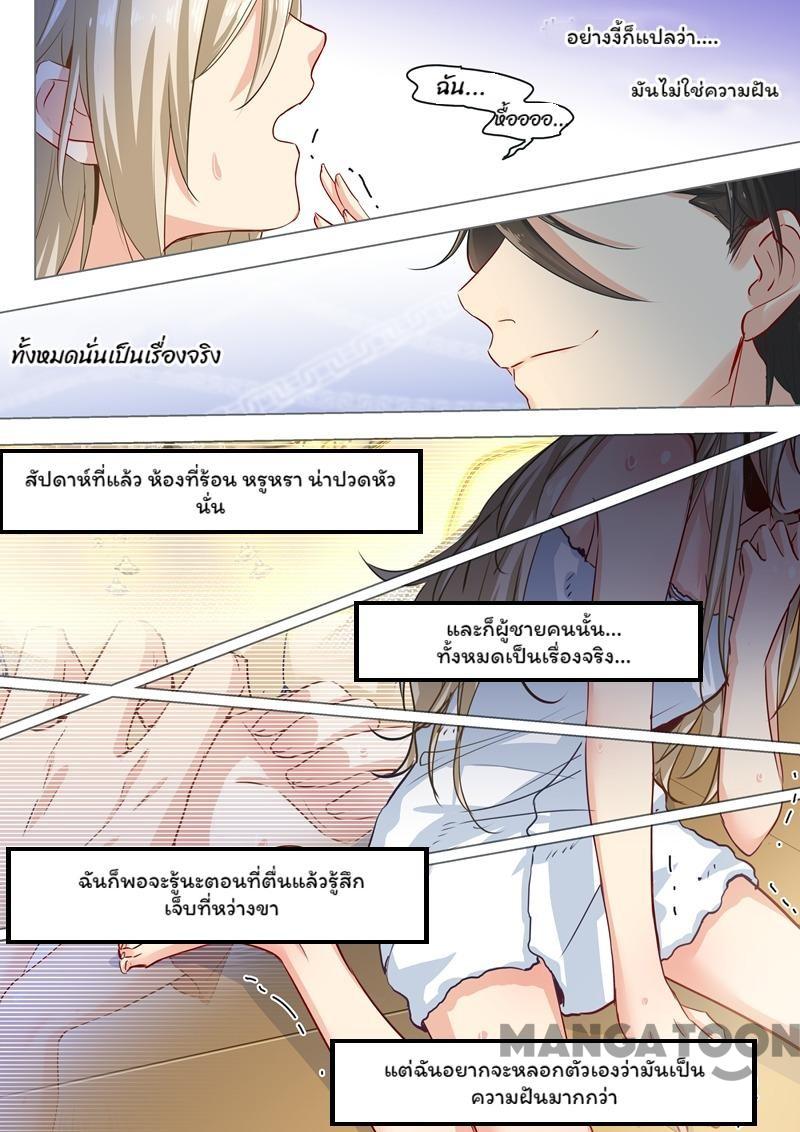 อย่างงี้ก็แปลว่า....
ฉัน...
มันไม่ใช่ความฝัน
หื้ออออ...
ทั้งหมดนั่นเป็นเรื่องจริง
สัปดาห์ที่แล้ว ห้องที่ร้อน หรูหรา น่าปวดหัว
นั่น
และก็ผู้ชายคนนั้น...
ทั้งหมดเป็นเรื่องจริง...
ฉันก็พอจะรู้นะตอนที่ตื่นแล้วรู้สึก
เจ็บที่หว่างขา
MANGATOON
แต่ฉันอยากจะหลอกตัวเองว่ามันเป็น
ความฝันมากกว่า